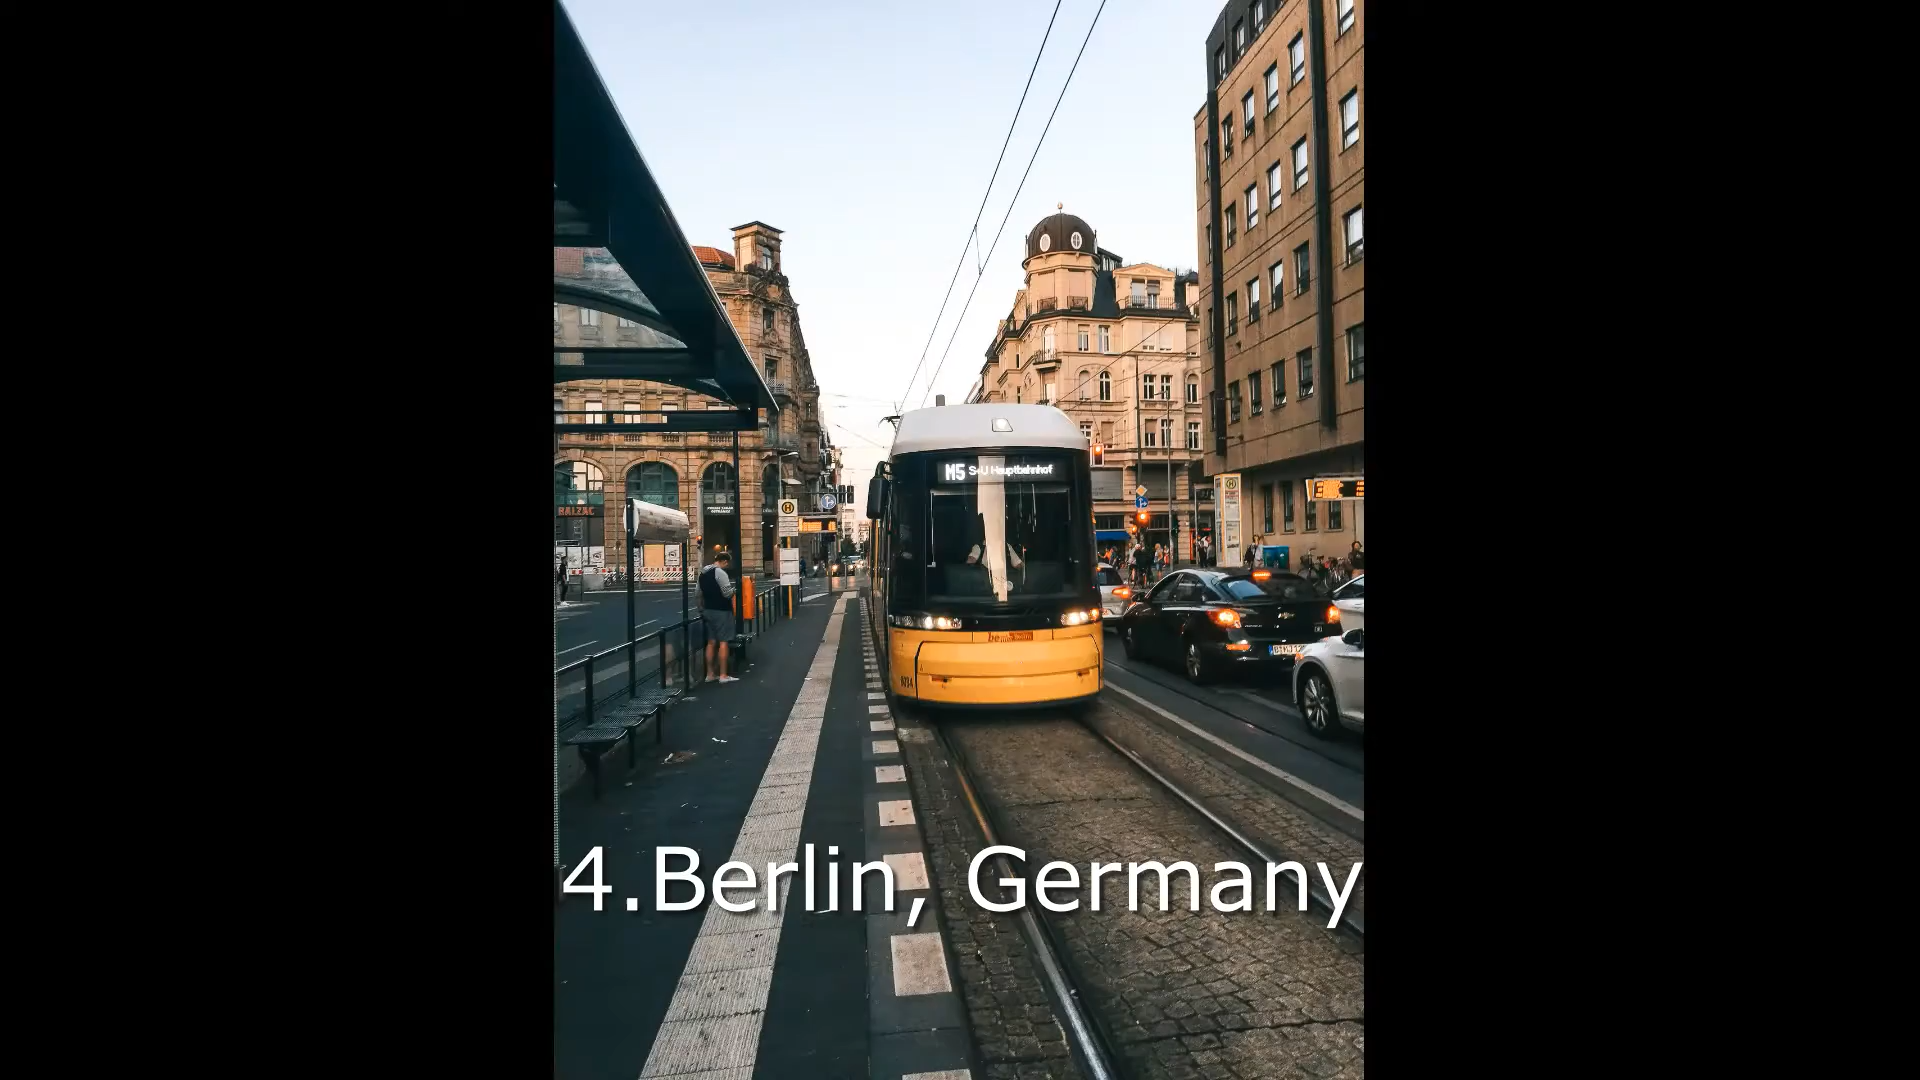 M5 S+U Hauptbahnhof
BALZAC
H
H
4.Berlin, Germany